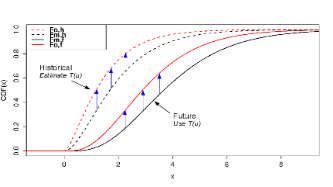 Fo,h
Fm,h
Fm,f
Fo,f
Historical
Estimate T(u)
Future
Use T(u)
CDF(x)
1.0
0.8
0.6
0.4
0.2
0.0
0
2
4
6
8
x